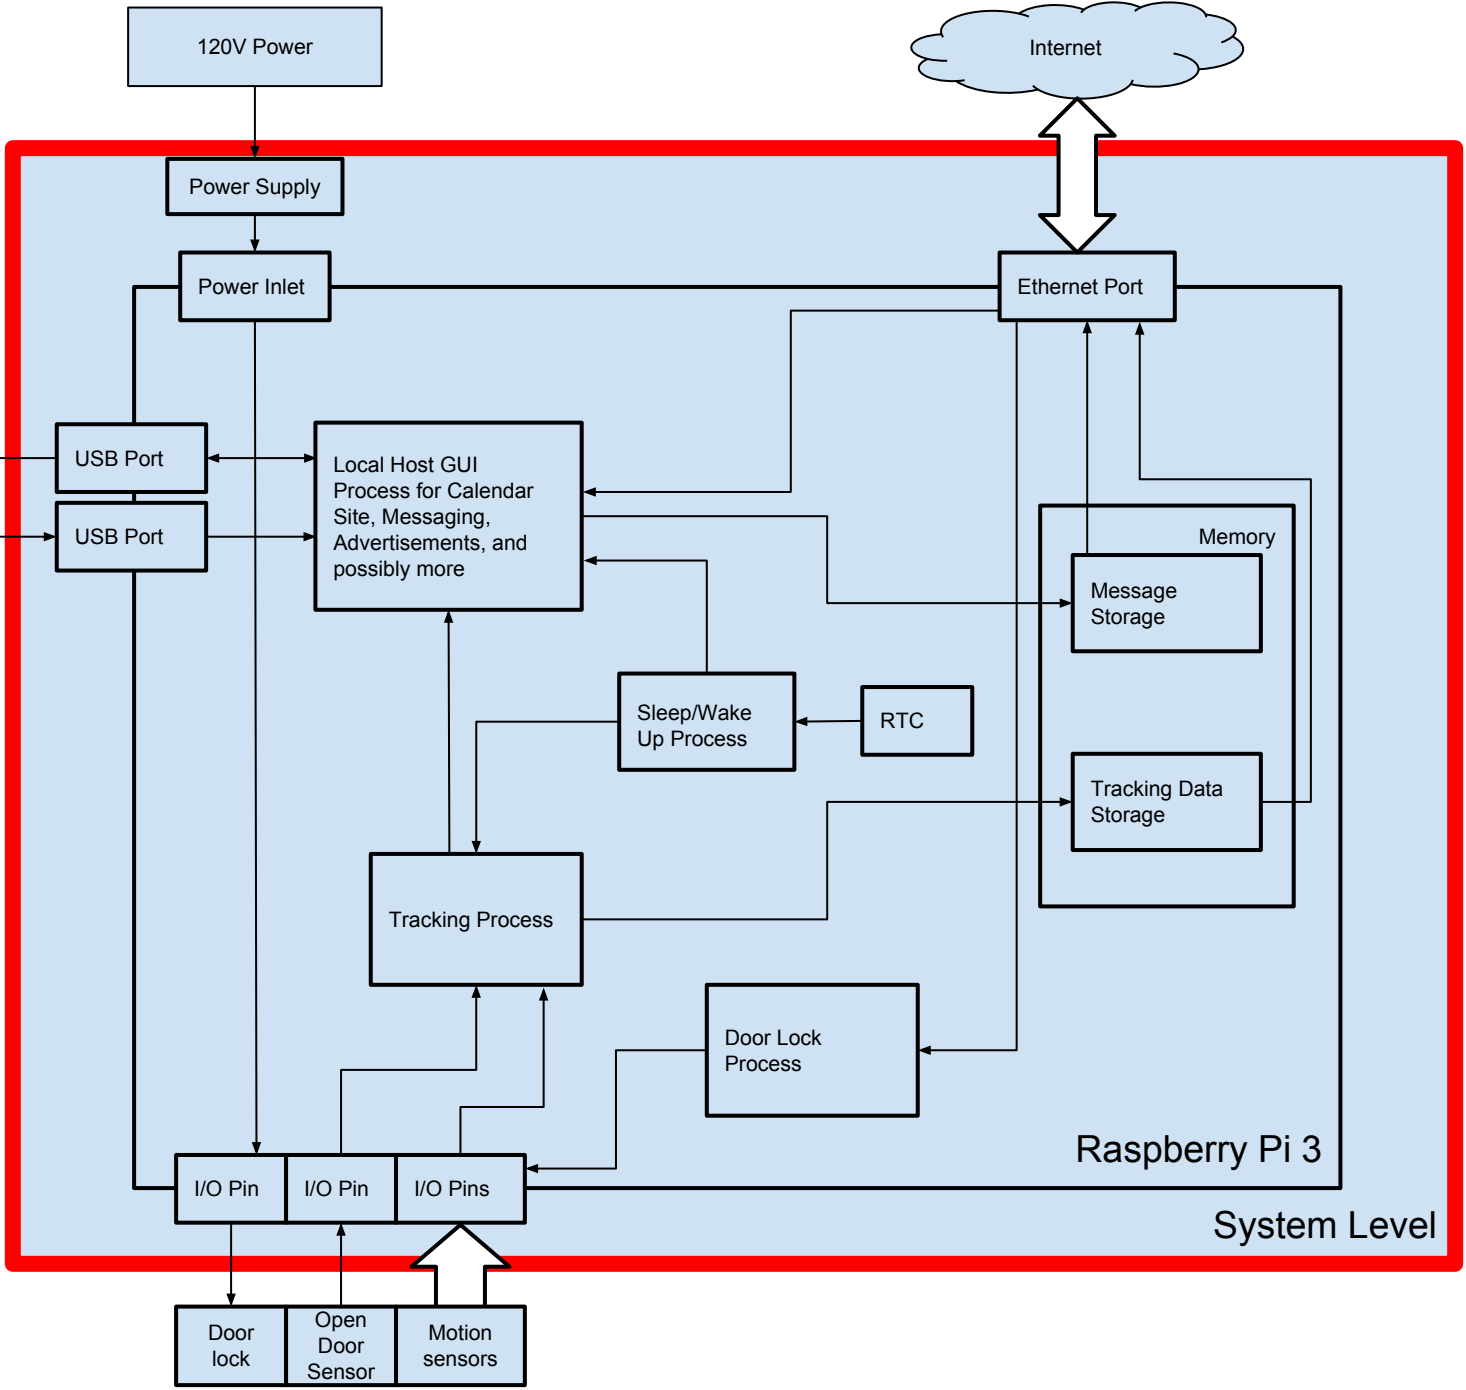 120V Power
Internet
Power Supply
Power Inlet
Ethernet Port
USB Port
USB Port
Local Host GUI
Process for Calendar
Site, Messaging,
Advertisements, and
possibly more
Memory
Message
Storage
Sleep/Wake
Up Process
RTC
Tracking Data
Storage
Tracking Process
Door Lock
Process
Raspberry Pi 3
I/O Pin
I/O Pin
I/O Pins
System Level
Door
lock
Open
Door
Sensor
Motion
sensors